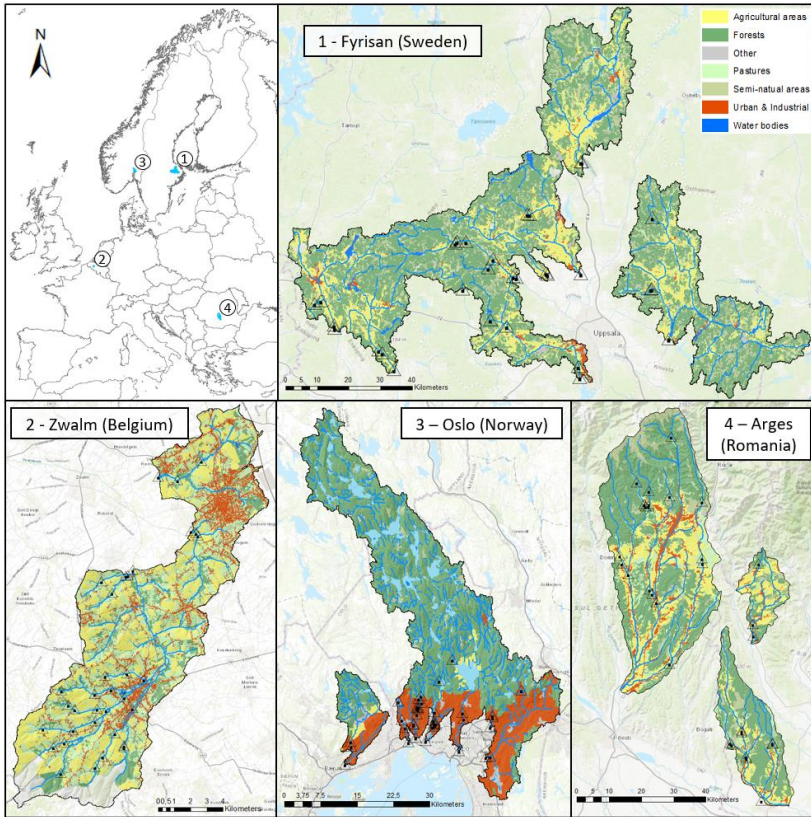 N
3
1
2
4
1 - Fyrisan (Sweden)
Agricultural areas
Forests
Other
Pastures
Semi-natual areas
Urban & Industrial
Water bodies
Uppsala
0 5 10 20 30 40
Kilometers
2 - Zwalm (Belgium)
00,5 1 2 3 4
Kilometers
3 – Oslo (Norway)
0 3,75 7,5 15 22,5 30
Kilometers
4 – Arges
(Romania)
0 5 10 20 30 40
Kilometers